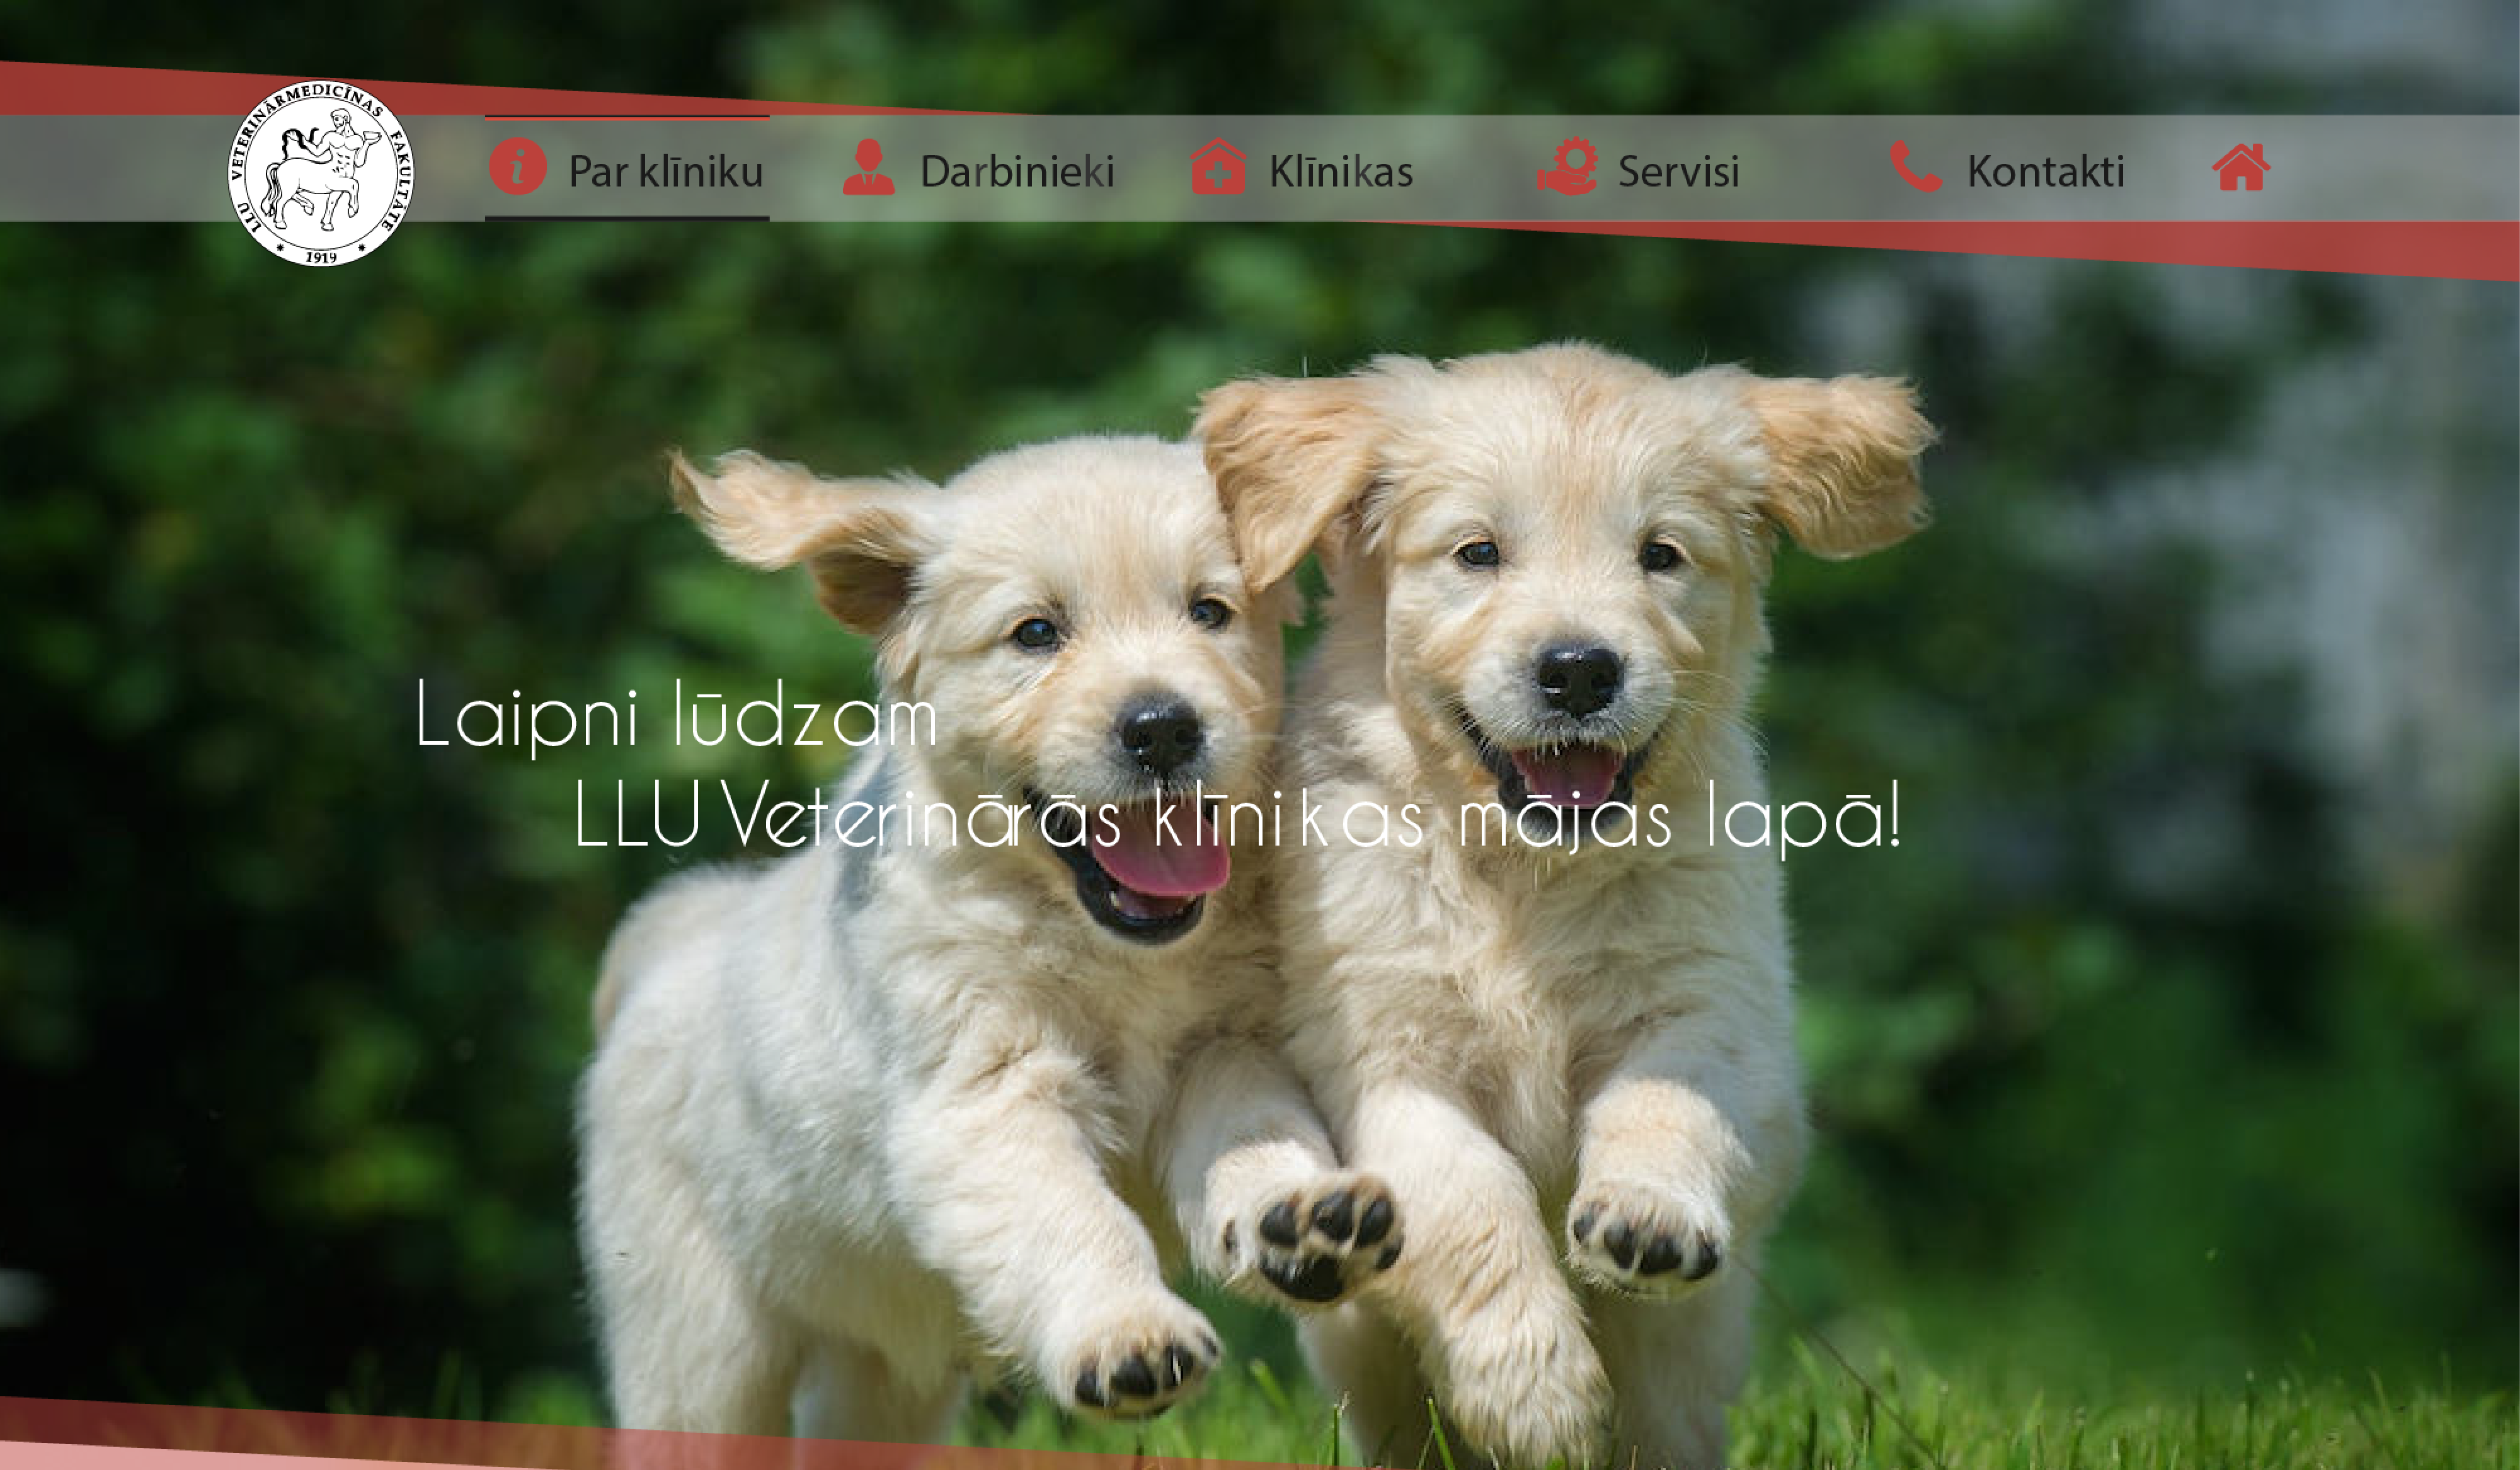 VETERINĀRMEDICĪNAS FAKULTĀTE
LLU
1919
Par klīniku
Darbinieki
Klīnikas
Servisi
Kontakti
Laipni lūdzam
LLU Veterinārās klīnikas mājas lapā!